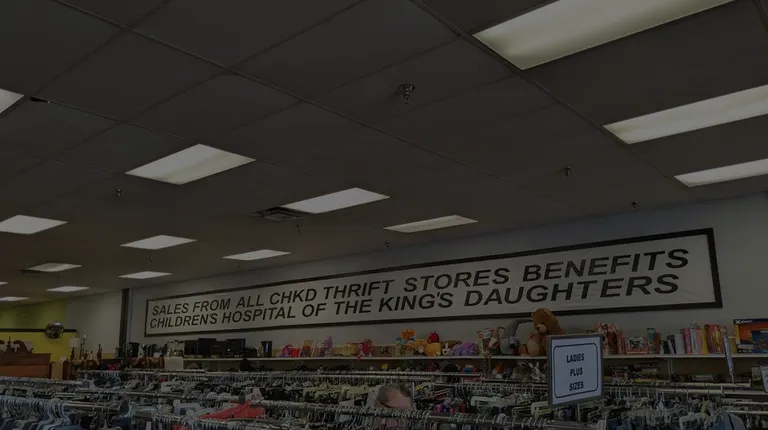 SALES FROM ALL CHKD THRIFT STORES BENEFITS
CHILDREN'S HOSPITAL OF THE KING'S DAUGHTERS
LADIES
PLUS
SIZES